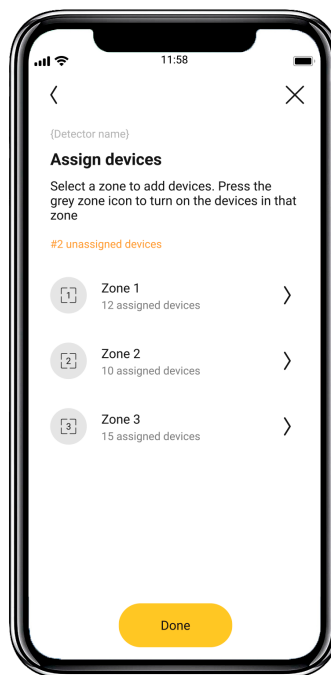 11:58
{Detector name}
Assign devices
Select a zone to add devices. Press the
grey zone icon to turn on the devices in that
zone
#2 unassigned devices
1
Zone 1
12 assigned devices
2
Zone 2
10 assigned devices
3
Zone 3
15 assigned devices
Done